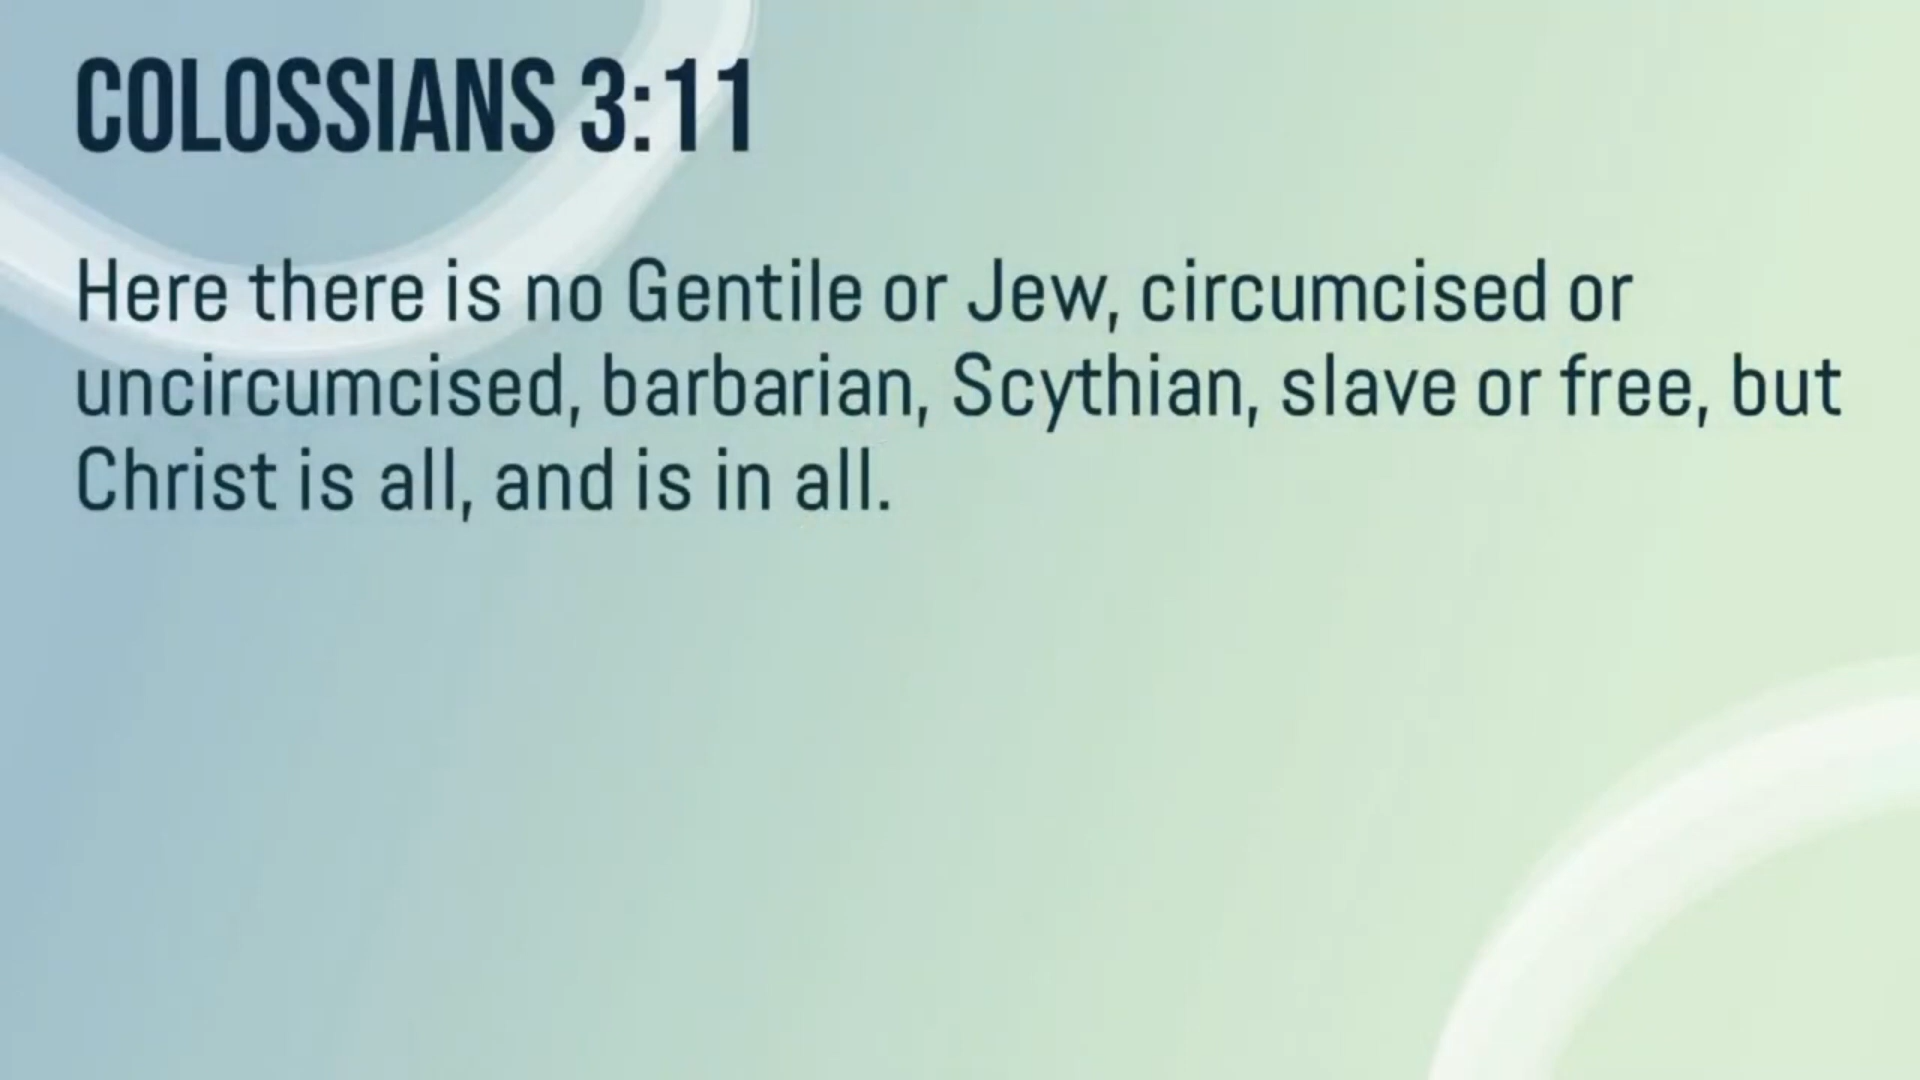 COLOSSIANS 3:11
Here there is no Gentile or Jew, circumcised or
uncircumcised, barbarian, Scythian, slave or free, but
Christ is all, and is in all.